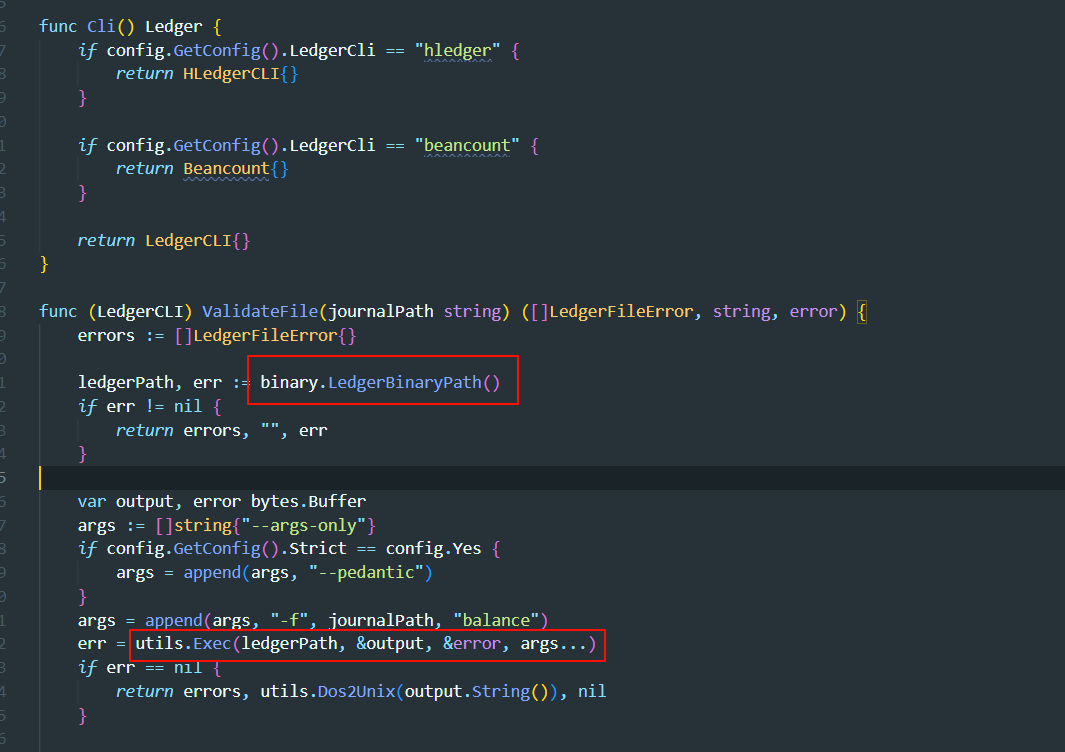 func Cli() Ledger {
if config.GetConfig().LedgerCli == "hledger" {
return HLedgerCLI{}
}
if config.GetConfig().LedgerCli == "beancount" {
return Beancount{}
}
return LedgerCLI{}
}
func (LedgerCLI) ValidateFile(journalPath string) ([]LedgerFileError, string, error) {
errors := []LedgerFileError{}
ledgerPath, err := binary.LedgerBinaryPath()
if err != nil {
return errors, "", err
}
var output, error bytes.Buffer
args := []string{"--args-only"}
if config.GetConfig().Strict == config.Yes {
args = append(args, "--pedantic")
}
args = append(args, "-f", journalPath, "balance")
err = utils.Exec(ledgerPath, &output, &error, args...)
if err == nil {
return errors, utils.Dos2Unix(output.String()), nil
}